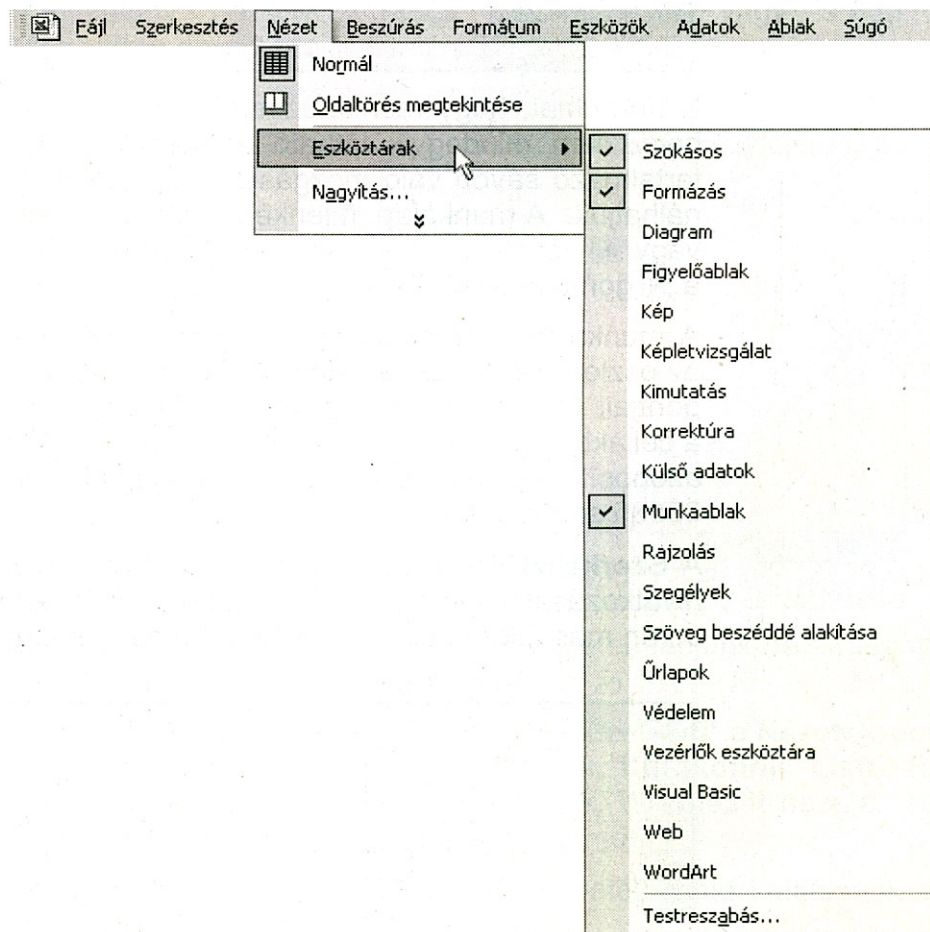 Fájl Szerkesztés Nézet Beszúrás Formátum Eszközök Adatok Ablak Súgó
Normál
Oldaltörés megtekintése
Eszköztárak
Nagyítás...
Szokásos
Formázás
Diagram
Figyelőablak
Kép
Képletvizsgálat
Kimutatás
Korrektúra
Külső adatok
Munkaablak
Rajzolás
Szegélyek
Szöveg beszéddé alakítása
Űrlapok
Védelem
Vezérlők eszköztára
Visual Basic
Web
WordArt
Testreszabás...